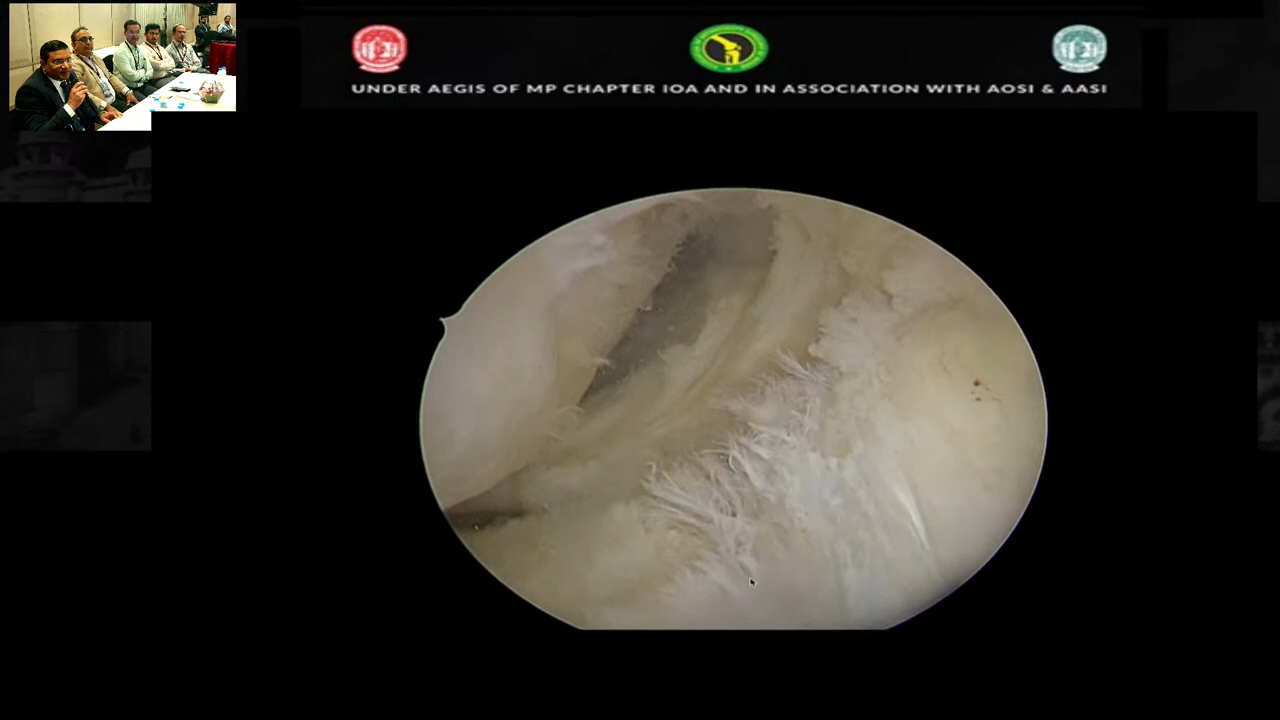 UNDER AEGIS OF MP CHAPTER IOA AND IN ASSOCIATION WITH AOSI & AASI